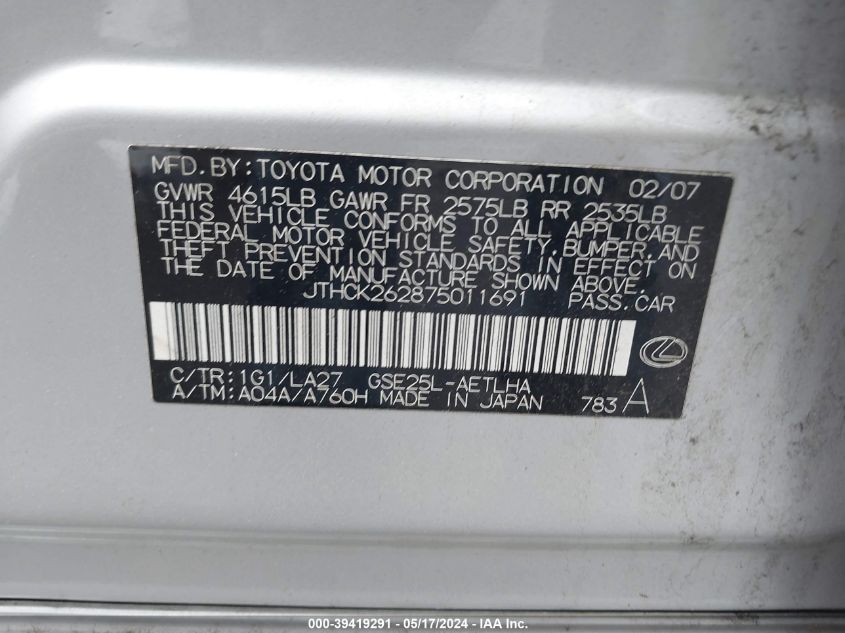 MFD.BY:TOYOTA MOTOR CORPORATION 02/07
GVWR 4615LB GAWR FR 2575LB RR 2535LB
THIS VEHICLE CONFORMS TO ALL APPLICABLE
FEDERAL MOTOR VEHICLE SAFETY,BUMPER,AND
THEFT PREVENTION STANDARDS IN EFFECT ON
THE DATE OF MANUFACTURE SHOWN ABOVE.
JTHCK262875011691 PASS.CAR
C/TR:1G1/LA27 GSE25L-AETLHA
A/TM:A04A/A760H MADE IN JAPAN 783 A
000-39419291 - 05/17/2024 - IAA, Inc.